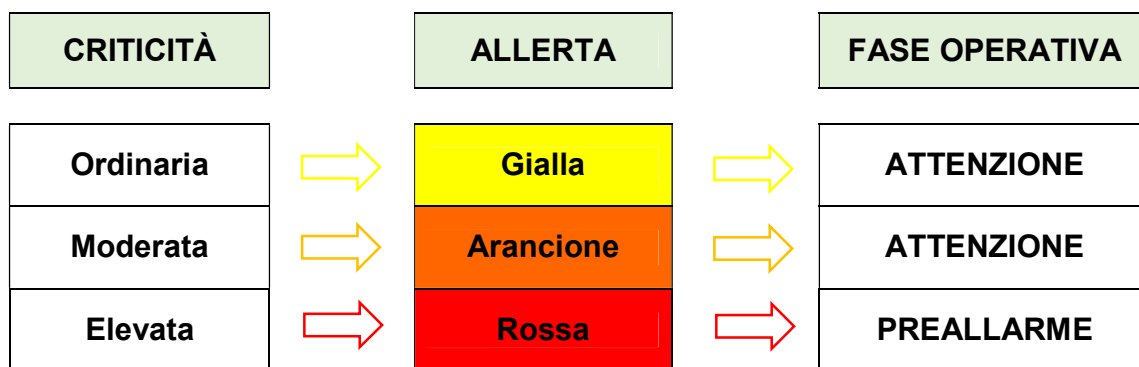 CRITICITÀ ALLERTA FASE OPERATIVA
Ordinaria Gialla ATTENZIONE
Moderata Arancione ATTENZIONE
Elevata Rossa PREALLARME